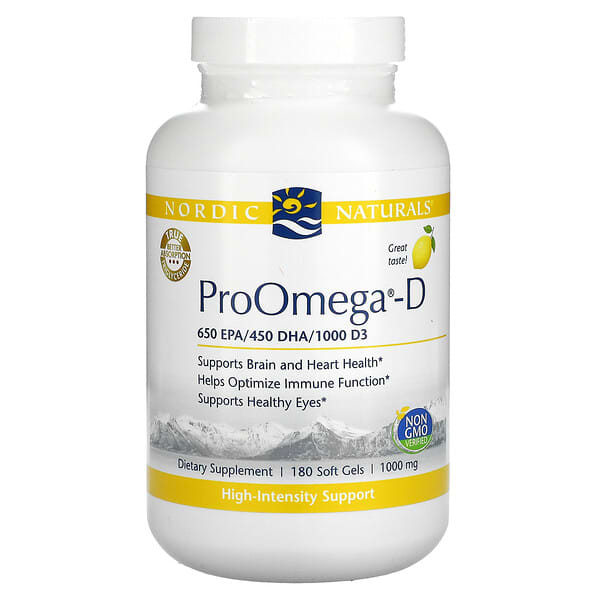 NORDIC NATURALS®
Great
taste!
TRUE
BETTER
ABSORPTION
TRIGLYCERIDE
ProOmega®-D
650 EPA/450 DHA/1000 D3
Supports Brain and Heart Health*
Helps Optimize Immune Function*
Supports Healthy Eyes*
NON
GMO
VERIFIED
Dietary Supplement | 180 Soft Gels | 1000 mg
High-Intensity Support